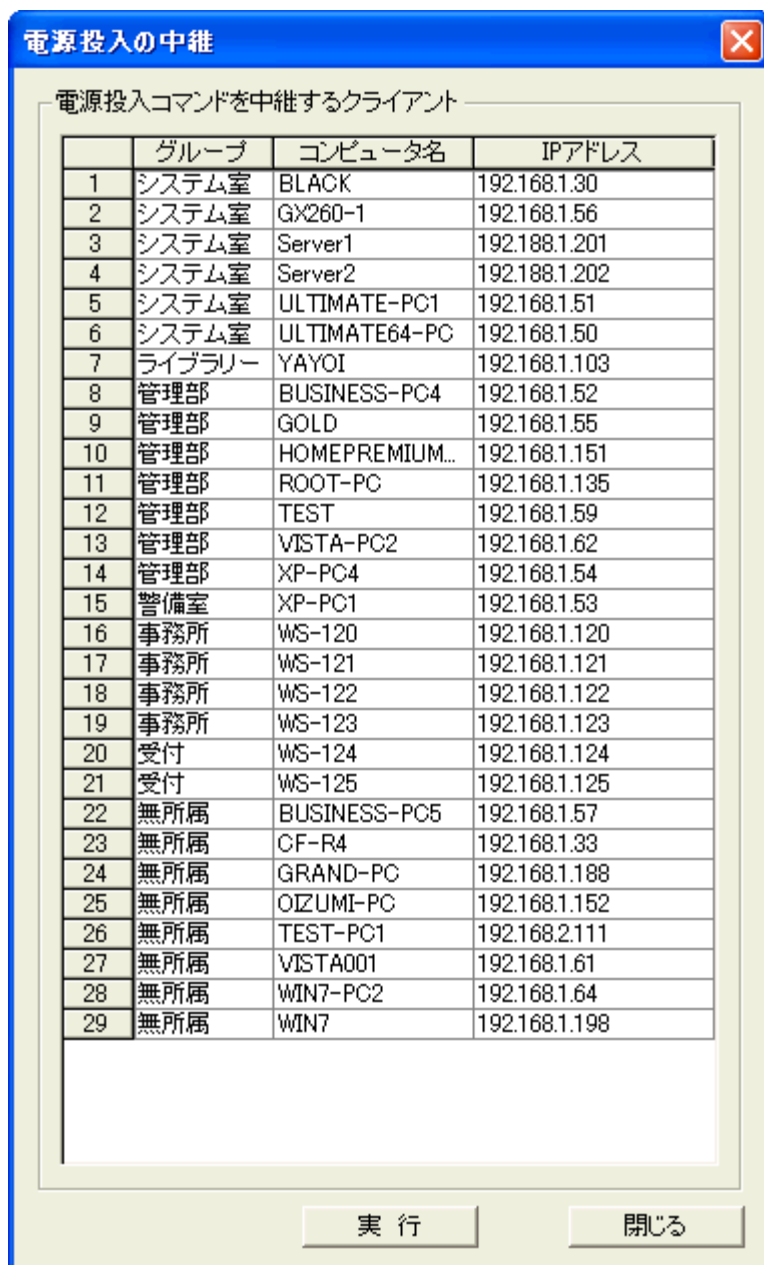 電源投入の中継
電源投入コマンドを中継するクライアント
グループ コンピュータ名 IPアドレス
1 システム室 BLACK 192.168.1.30
2 システム室 GX260-1 192.168.1.56
3 システム室 Server1 192.188.1.201
4 システム室 Server2 192.188.1.202
5 システム室 ULTIMATE-PC1 192.168.1.51
6 システム室 ULTIMATE64-PC 192.168.1.50
7 ライブラリー YAYOI 192.168.1.103
8 管理部 BUSINESS-PC4 192.168.1.52
9 管理部 GOLD 192.168.1.55
10 管理部 HOMEPREMIUM... 192.168.1.151
11 管理部 ROOT-PC 192.168.1.135
12 管理部 TEST 192.168.1.59
13 管理部 VISTA-PC2 192.168.1.62
14 管理部 XP-PC4 192.168.1.54
15 警備室 XP-PC1 192.168.1.53
16 事務所 WS-120 192.168.1.120
17 事務所 WS-121 192.168.1.121
18 事務所 WS-122 192.168.1.122
19 事務所 WS-123 192.168.1.123
20 受付 WS-124 192.168.1.124
21 受付 WS-125 192.168.1.125
22 無所属 BUSINESS-PC5 192.168.1.57
23 無所属 CF-R4 192.168.1.33
24 無所属 GRAND-PC 192.168.1.188
25 無所属 OIZUMI-PC 192.168.1.152
26 無所属 TEST-PC1 192.168.2.111
27 無所属 VISTA001 192.168.1.61
28 無所属 WIN7-PC2 192.168.1.64
29 無所属 WIN7 192.168.1.198
実 行 閉じる